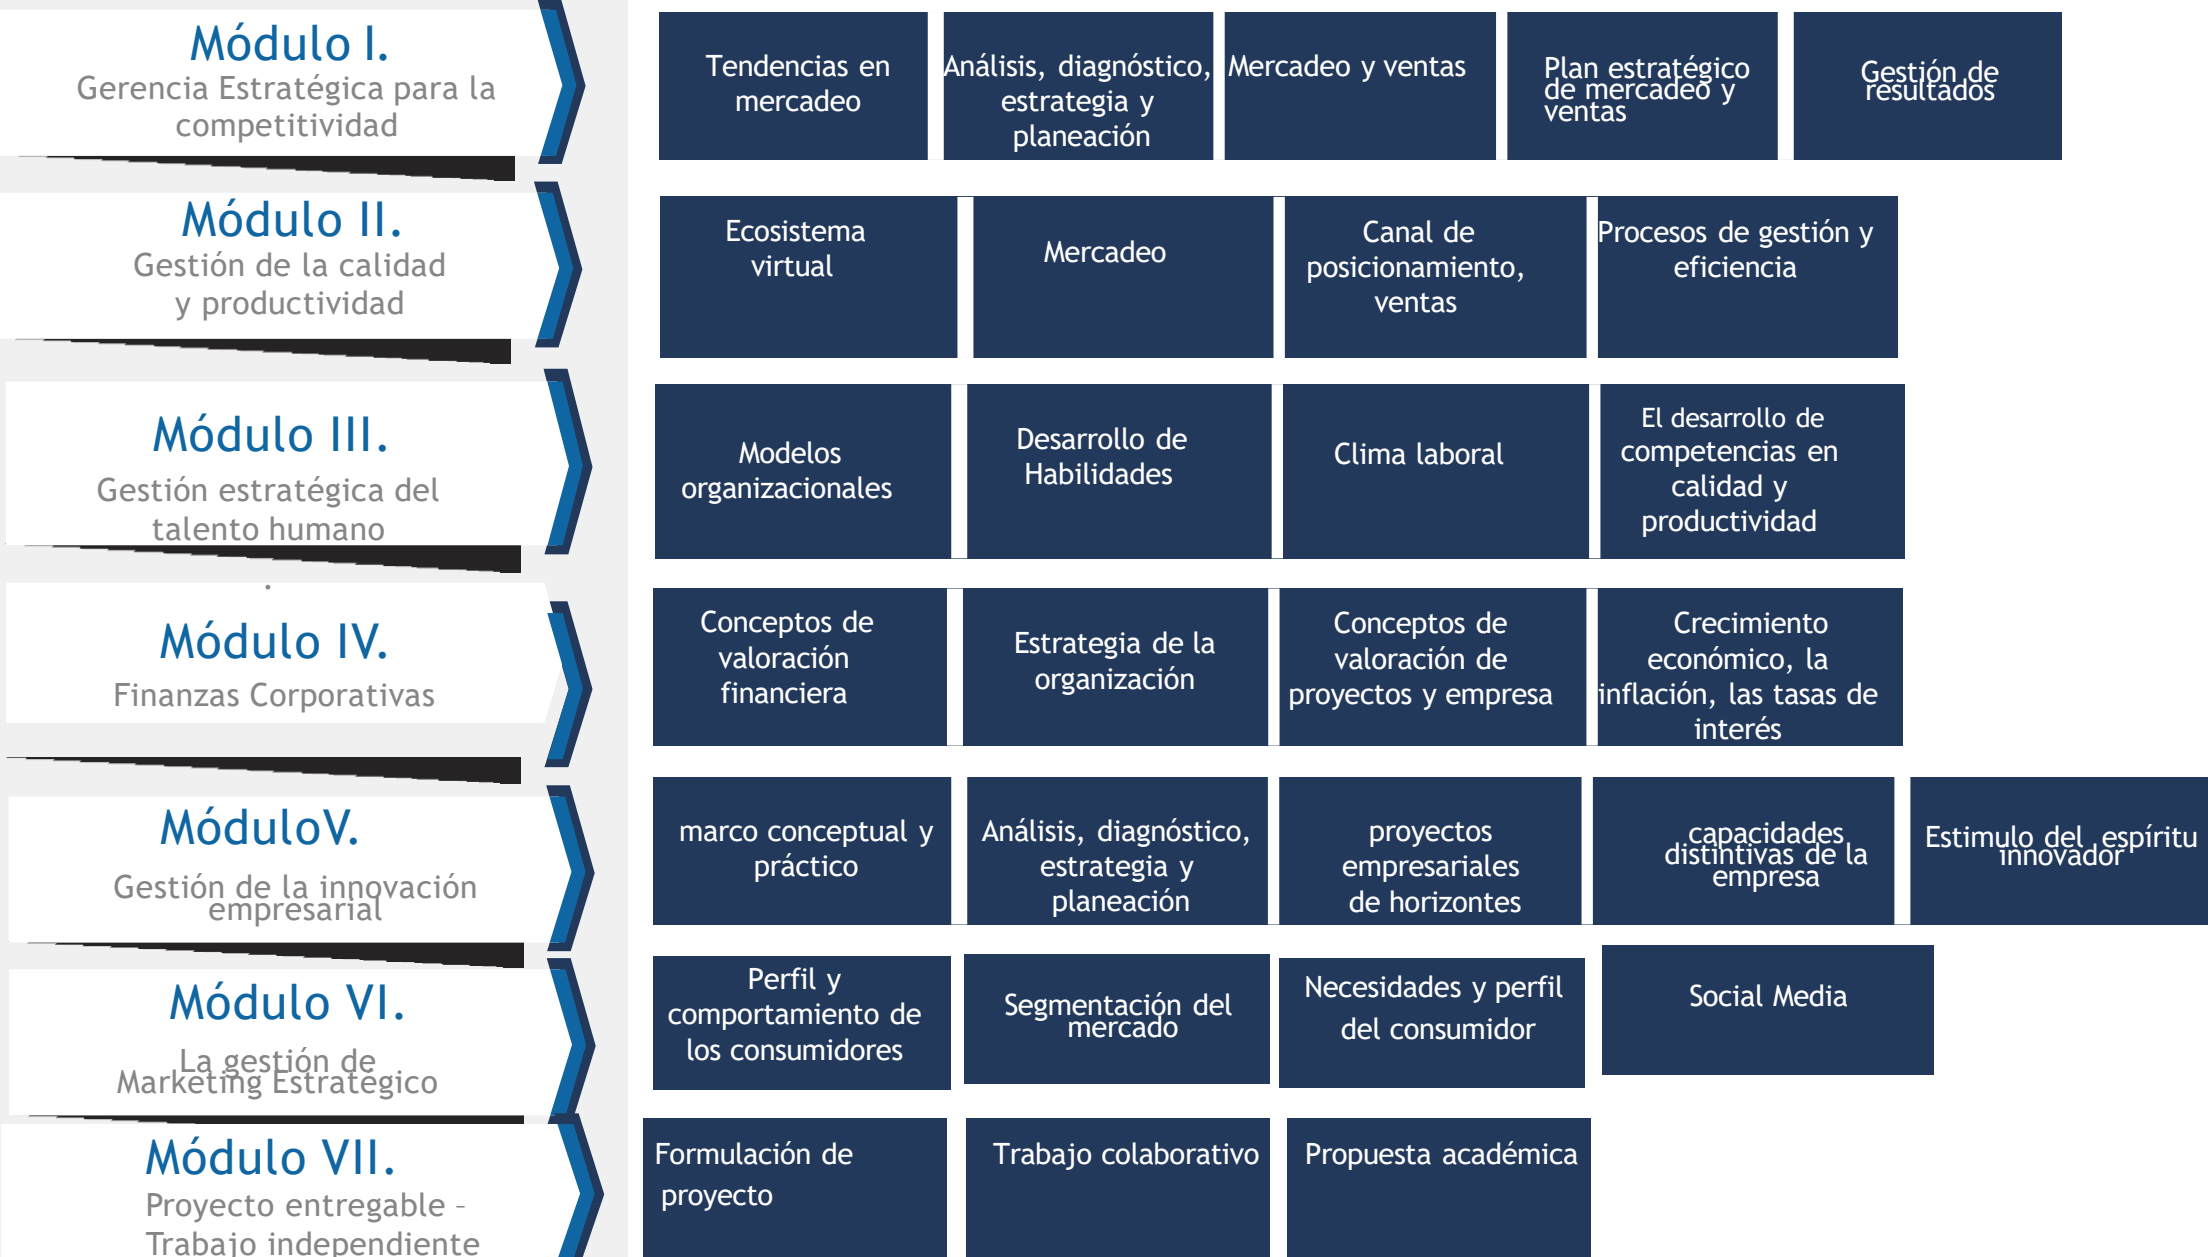 Módulo I.
Gerencia Estratégica para la
competitividad
Tendencias en
mercadeo
Análisis, diagnóstico,
estrategia y
planeación
Mercadeo y ventas
Plan estratégico
de mercadeo y
ventas
Gestión de
resultados
Módulo II.
Gestión de la calidad
y productividad
Ecosistema
virtual
Mercadeo
Canal de
posicionamiento,
ventas
Procesos de gestión y
eficiencia
Módulo III.
Gestión estratégica del
talento humano
.
Modelos
organizacionales
Desarrollo de
Habilidades
Clima laboral
El desarrollo de
competencias en
calidad y
productividad
Módulo IV.
Finanzas Corporativas
Conceptos de
valoración
financiera
Estrategia de la
organización
Conceptos de
valoración de
proyectos y empresa
Crecimiento
económico, la
inflación, las tasas de
interés
MóduloV.
Gestión de la innovación
empresarial
marco conceptual y
práctico
Análisis, diagnóstico,
estrategia y
planeación
proyectos
empresariales
de horizontes
capacidades
distintivas de la
empresa
Estimulo del espíritu
innovador
Módulo VI.
La gestión de
Marketing Estratégico
Perfil y
comportamiento de
los consumidores
Segmentación del
mercado
Necesidades y perfil
del consumidor
Social Media
Módulo VII.
Proyecto entregable –
Trabajo independiente
Formulación de
proyecto
Trabajo colaborativo
Propuesta académica